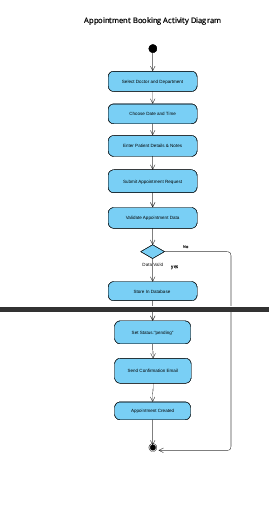 Appointment Booking Activity Diagram
Select Doctor and Department
Choose Date and Time
Enter Patient Details & Notes
Submit Appointment Request
Validate Appointment Data
No
Data Valid
yes
Store in Database
Set Status "pending"
Send Confirmation Email
Appointment Created